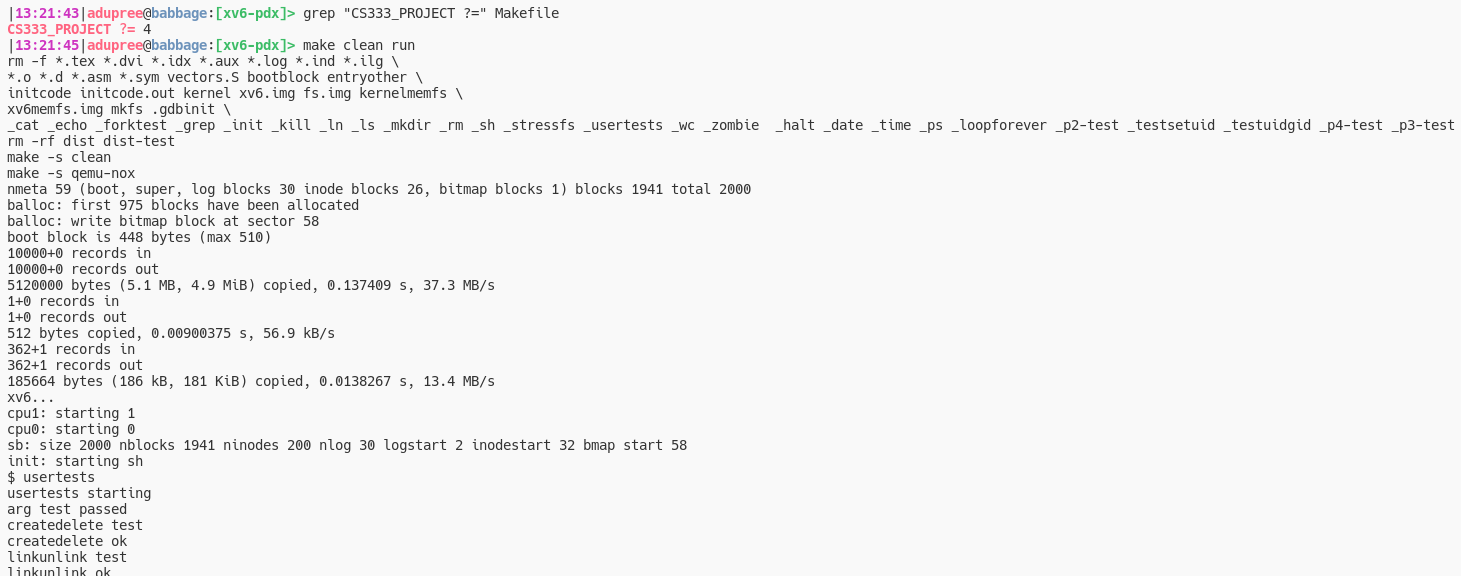 |13:21:43|adupree@babbage:[xv6-pdx]> grep "CS333_PROJECT ?=" Makefile
CS333_PROJECT ?= 4
|13:21:45|adupree@babbage:[xv6-pdx]> make clean run
rm -f *.tex *.dvi *.idx *.aux *.log *.ind *.ilg \
*.o *.d *.asm *.sym vectors.S bootblock entryother \
initcode initcode.out kernel xv6.img fs.img kernelmemfs \
xv6memfs.img mkfs .gdbinit \
_cat _echo _forktest _grep _init _kill _ln _ls _mkdir _rm _sh _stressfs _usertests _wc _zombie  _halt _date _time _ps _loopforever _p2-test _testsetuid _testuidgid _p4-test _p3-test
rm -rf dist dist-test
make -s clean
make -s qemu-nox
nmeta 59 (boot, super, log blocks 30 inode blocks 26, bitmap blocks 1) blocks 1941 total 2000
balloc: first 975 blocks have been allocated
balloc: write bitmap block at sector 58
boot block is 448 bytes (max 510)
10000+0 records in
10000+0 records out
5120000 bytes (5.1 MB, 4.9 MiB) copied, 0.137409 s, 37.3 MB/s
1+0 records in
1+0 records out
512 bytes copied, 0.00900375 s, 56.9 kB/s
362+1 records in
362+1 records out
185664 bytes (186 kB, 181 KiB) copied, 0.0138267 s, 13.4 MB/s
xv6...
cpu1: starting 1
cpu0: starting 0
sb: size 2000 nblocks 1941 ninodes 200 nlog 30 logstart 2 inodestart 32 bmap start 58
init: starting sh
$ usertests
usertests starting
arg test passed
createdelete test
createdelete ok
linkunlink test
linkunlink ok